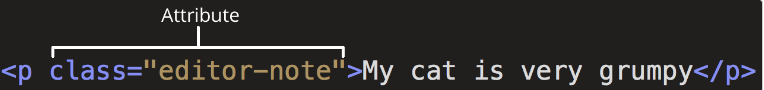 Attribute
<p class="editor-note">My cat is very grumpy</p>